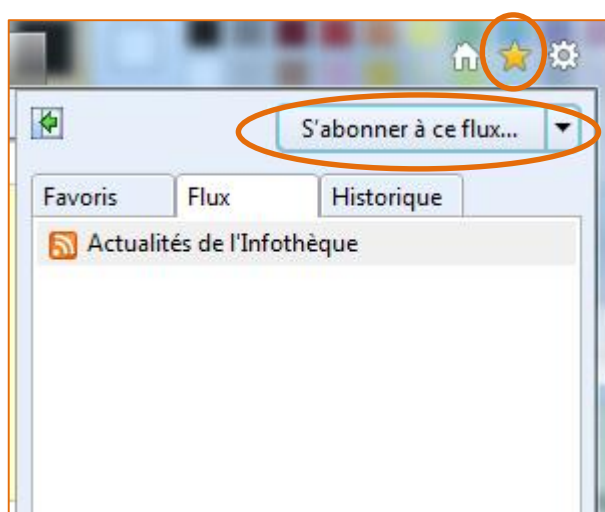 S'abonner à ce flux...
Favoris Flux Historique
Actualités de l'Infothèque